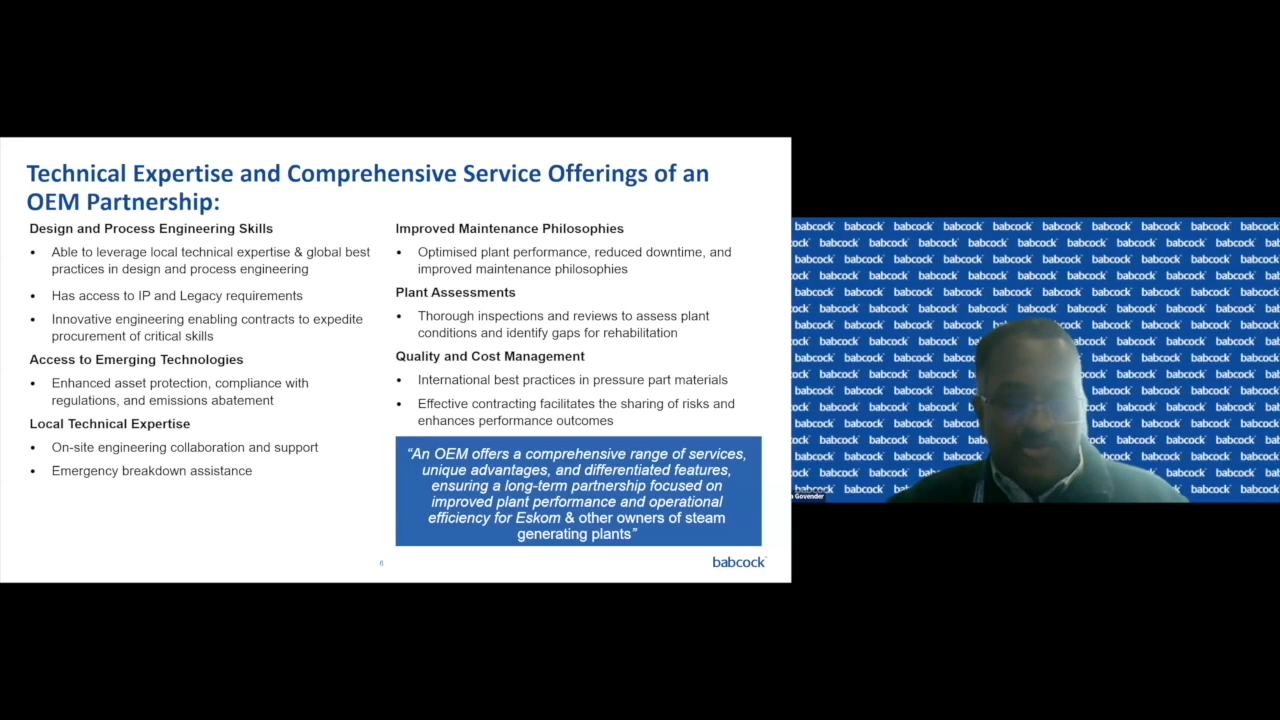 Technical Expertise and Comprehensive Service Offerings of an
OEM Partnership:
Design and Process Engineering Skills
• Able to leverage local technical expertise & global best
practices in design and process engineering
• Has access to IP and Legacy requirements
• Innovative engineering enabling contracts to expedite
procurement of critical skills
Access to Emerging Technologies
• Enhanced asset protection, compliance with
regulations, and emissions abatement
Local Technical Expertise
• On-site engineering collaboration and support
• Emergency breakdown assistance
Improved Maintenance Philosophies
• Optimised plant performance, reduced downtime, and
improved maintenance philosophies
Plant Assessments
• Thorough inspections and reviews to assess plant
conditions and identify gaps for rehabilitation
Quality and Cost Management
• International best practices in pressure part materials
• Effective contracting facilitates the sharing of risks and
enhances performance outcomes
“An OEM offers a comprehensive range of services,
unique advantages, and differentiated features,
ensuring a long-term partnership focused on
improved plant performance and operational
efficiency for Eskom & other owners of steam
generating plants”
6
babcock
babcock babcock babcock babcock babcock babcock babcock babcock babcock
Govender